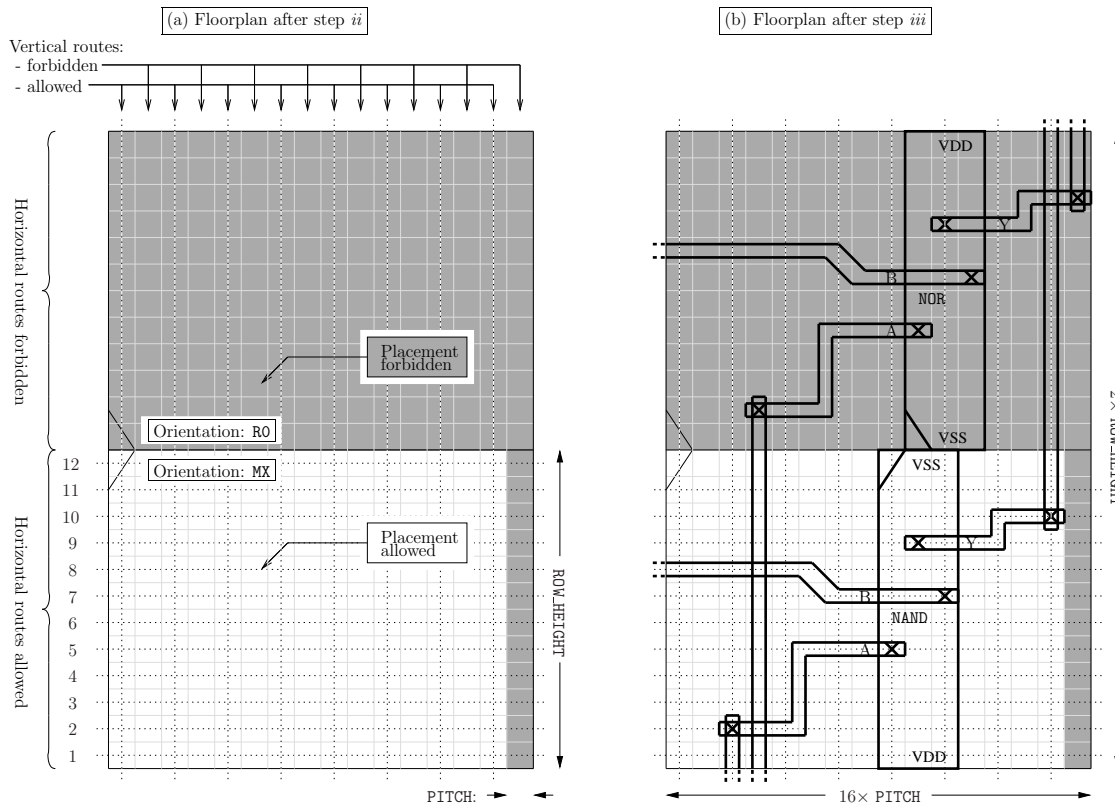 (a) Floorplan after step ii
(b) Floorplan after step iii
Vertical routes:
- forbidden
- allowed
Horizontal routes forbidden
Placement
forbidden
Orientation: R0
Orientation: MX
12
11
10
9
8
7
6
5
4
3
2
1
Horizontal routes allowed
Placement
allowed
ROW_HEIGHT
PITCH:
VDD
Y
B
NOR
A
VSS
VSS
Y
B
NAND
A
VDD
16× PITCH